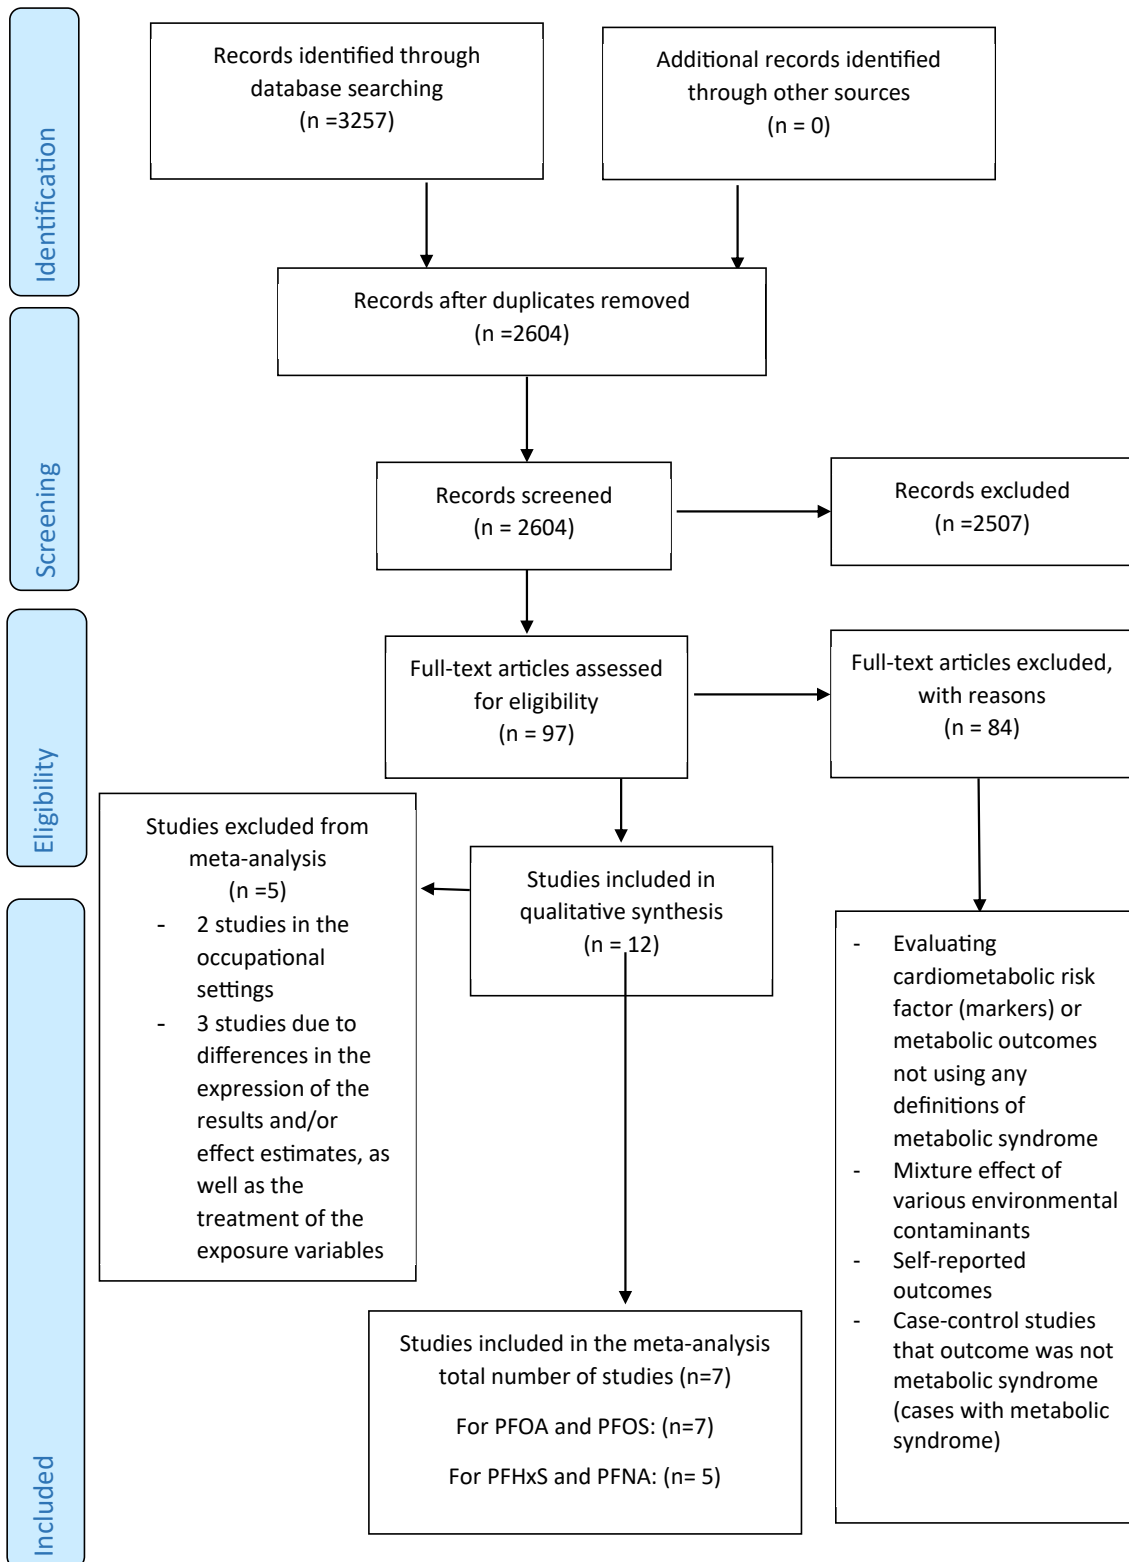 Identification
Records identified through
database searching
(n =3257)
Additional records identified
through other sources
(n = 0)
Records after duplicates removed
(n =2604)
Screening
Records screened
(n = 2604)
Records excluded
(n =2507)
Eligibility
Full-text articles assessed
for eligibility
(n = 97)
Full-text articles excluded,
with reasons
(n = 84)
Studies excluded from
meta-analysis
(n =5)
- 2 studies in the
occupational
settings
- 3 studies due to
differences in the
expression of the
results and/or
effect estimates, as
well as the
treatment of the
exposure variables
Studies included in
qualitative synthesis
(n = 12)
- Evaluating
cardiometabolic risk
factor (markers) or
metabolic outcomes
not using any
definitions of
metabolic syndrome
- Mixture effect of
various environmental
contaminants
- Self-reported
outcomes
- Case-control studies
that outcome was not
metabolic syndrome
(cases with metabolic
syndrome)
Included
Studies included in the meta-analysis
total number of studies (n=7)
For PFOA and PFOS: (n=7)
For PFHxS and PFNA: (n= 5)